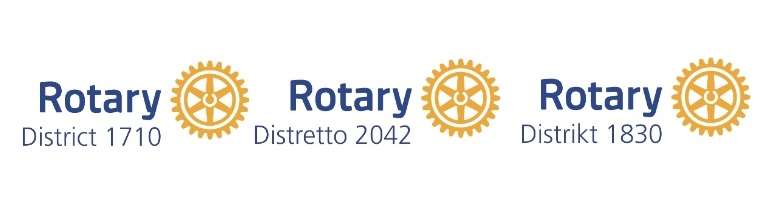 Rotary
District 1710
Rotary
Distretto 2042
Rotary
Distrikt 1830